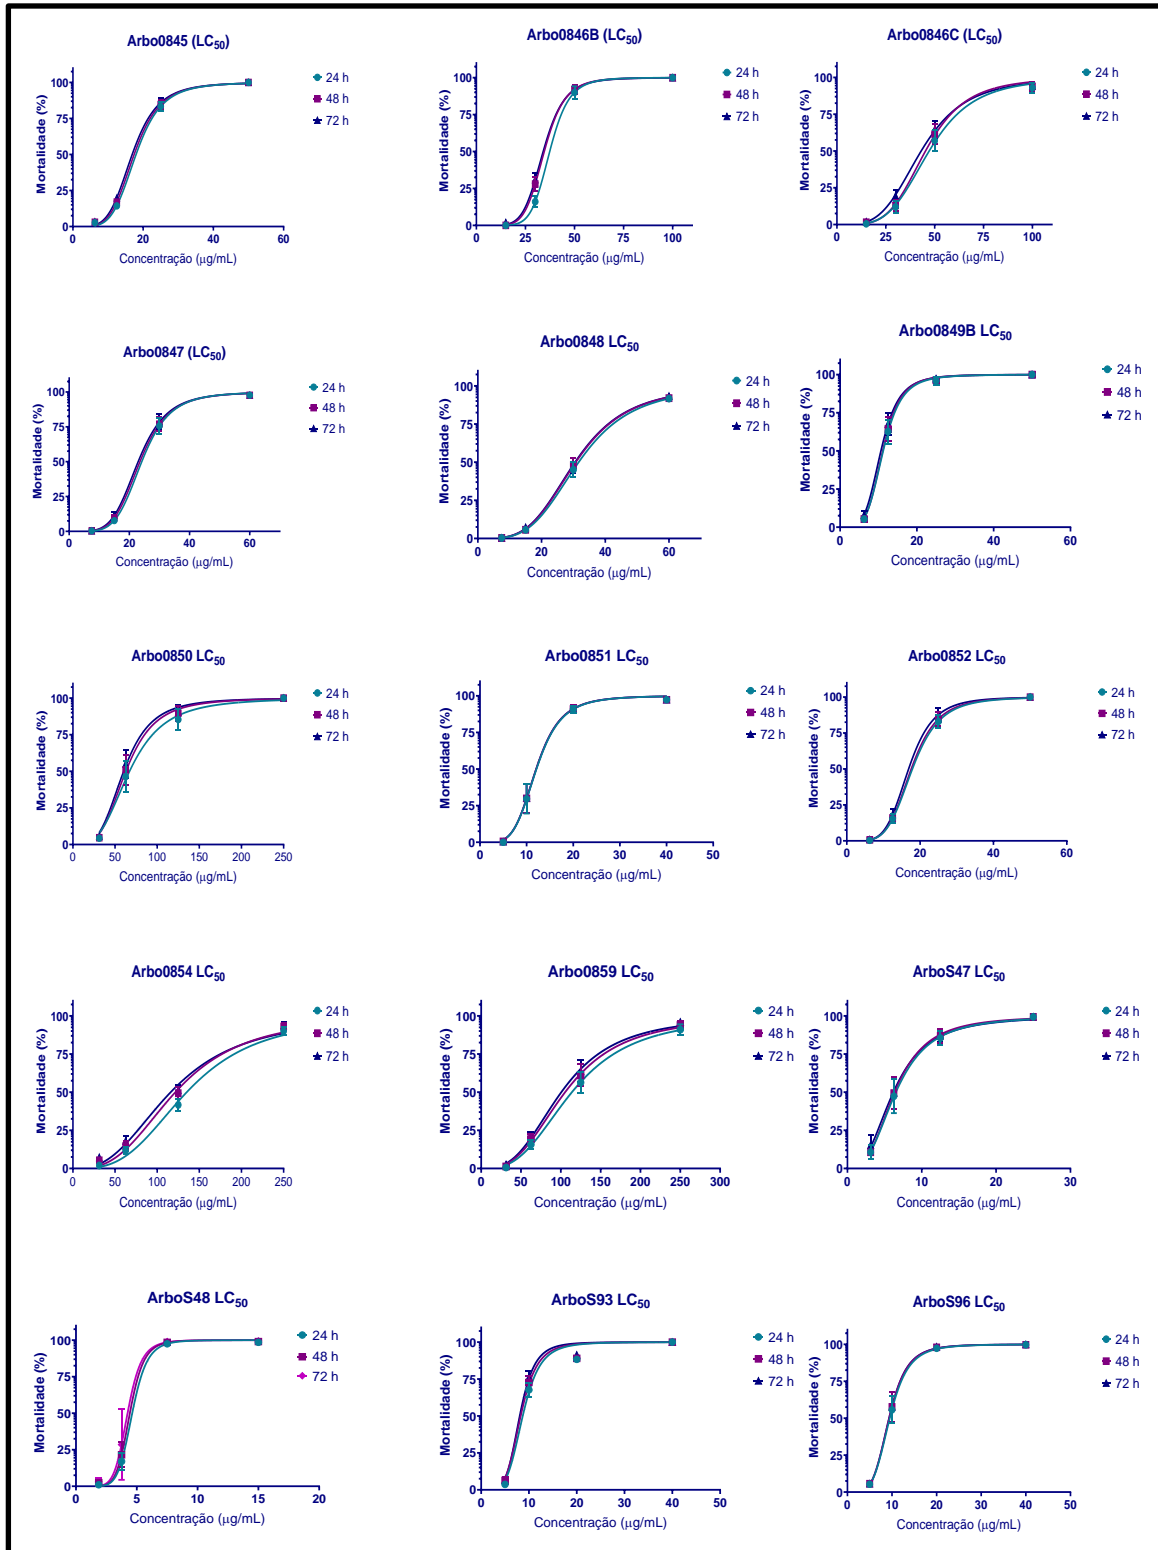 Arbo0845 (LC50)
Mortalidade (%)
100
75
50
25
0
0 20 40 60
Concentração (µg/mL)
24 h
48 h
72 h
Arbo0846B (LC50)
Mortalidade (%)
100
75
50
25
0
0 25 50 75 100
Concentração (µg/mL)
24 h
48 h
72 h
Arbo0846C (LC50)
Mortalidade (%)
100
75
50
25
0
0 25 50 75 100
Concentração (µg/mL)
24 h
48 h
72 h
Arbo0847 (LC50)
Mortalidade (%)
100
75
50
25
0
0 20 40 60
Concentração (µg/mL)
24 h
48 h
72 h
Arbo0848 LC50
Mortalidade (%)
100
75
50
25
0
0 20 40 60
Concentração (µg/mL)
24 h
48 h
72 h
Arbo0849B LC50
Mortalidade (%)
100
75
50
25
0
0 20 40 60
Concentração (µg/mL)
24 h
48 h
72 h
Arbo0850 LC50
Mortalidade (%)
100
75
50
25
0
0 50 100 150 200 250
Concentração (µg/mL)
24 h
48 h
72 h
Arbo0851 LC50
Mortalidade (%)
100
75
50
25
0
0 10 20 30 40 50
Concentração (µg/mL)
24 h
48 h
72 h
Arbo0852 LC50
Mortalidade (%)
100
75
50
25
0
0 20 40 60
Concentração (µg/mL)
24 h
48 h
72 h
Arbo0854 LC50
Mortalidade (%)
100
75
50
25
0
0 50 100 150 200 250
Concentração (µg/mL)
24 h
48 h
72 h
Arbo0859 LC50
Mortalidade (%)
100
75
50
25
0
0 50 100 150 200 250 300
Concentração (µg/mL)
24 h
48 h
72 h
ArboS47 LC50
Mortalidade (%)
100
75
50
25
0
0 10 20 30
Concentração (µg/mL)
24 h
48 h
72 h
ArboS48 LC50
Mortalidade (%)
100
75
50
25
0
0 5 10 15 20
Concentração (µg/mL)
24 h
48 h
72 h
ArboS93 LC50
Mortalidade (%)
100
75
50
25
0
0 10 20 30 40 50
Concentração (µg/mL)
24 h
48 h
72 h
ArboS96 LC50
Mortalidade (%)
100
75
50
25
0
0 10 20 30 40 50
Concentração (µg/mL)
24 h
48 h
72 h